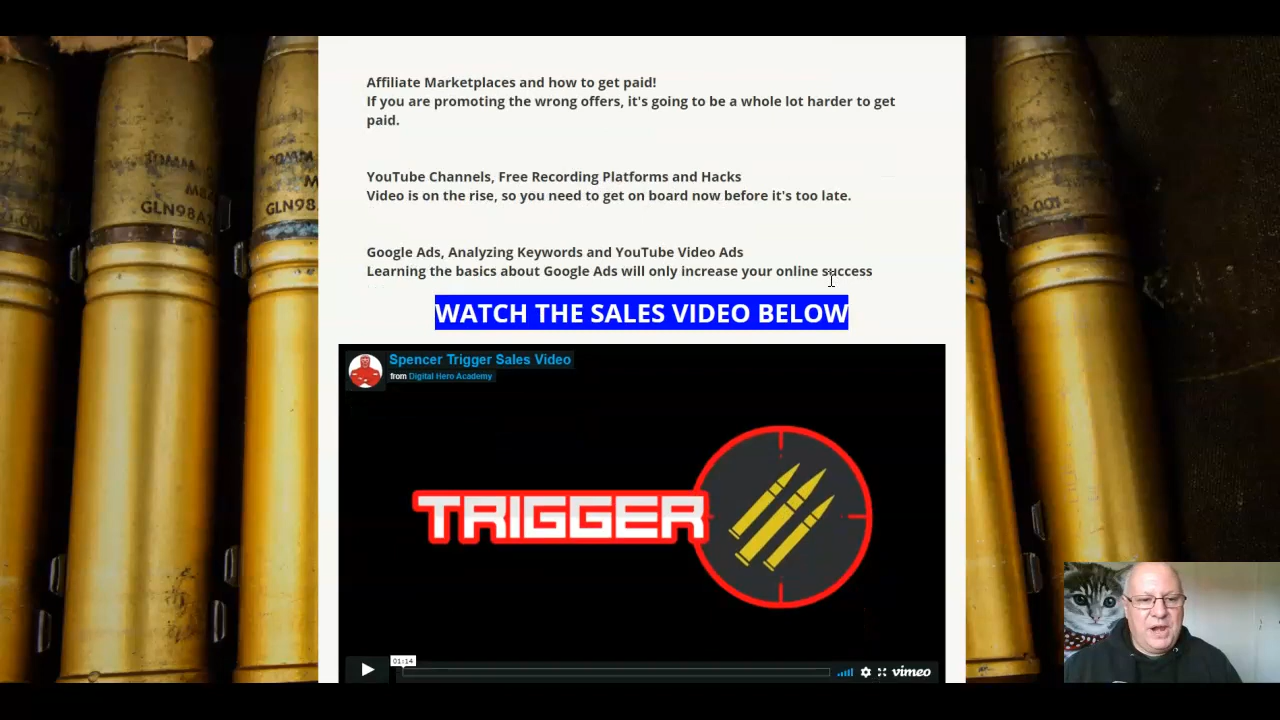 Affiliate Marketplaces and how to get paid!
If you are promoting the wrong offers, it's going to be a whole lot harder to get
paid.
YouTube Channels, Free Recording Platforms and Hacks
Video is on the rise, so you need to get on board now before it's too late.
Google Ads, Analyzing Keywords and YouTube Video Ads
Learning the basics about Google Ads will only increase your online success
WATCH THE SALES VIDEO BELOW
Spencer Trigger Sales Video
from Digital Hero Academy
TRIGGER
01:14
vimeo
GLN98A
GLN98